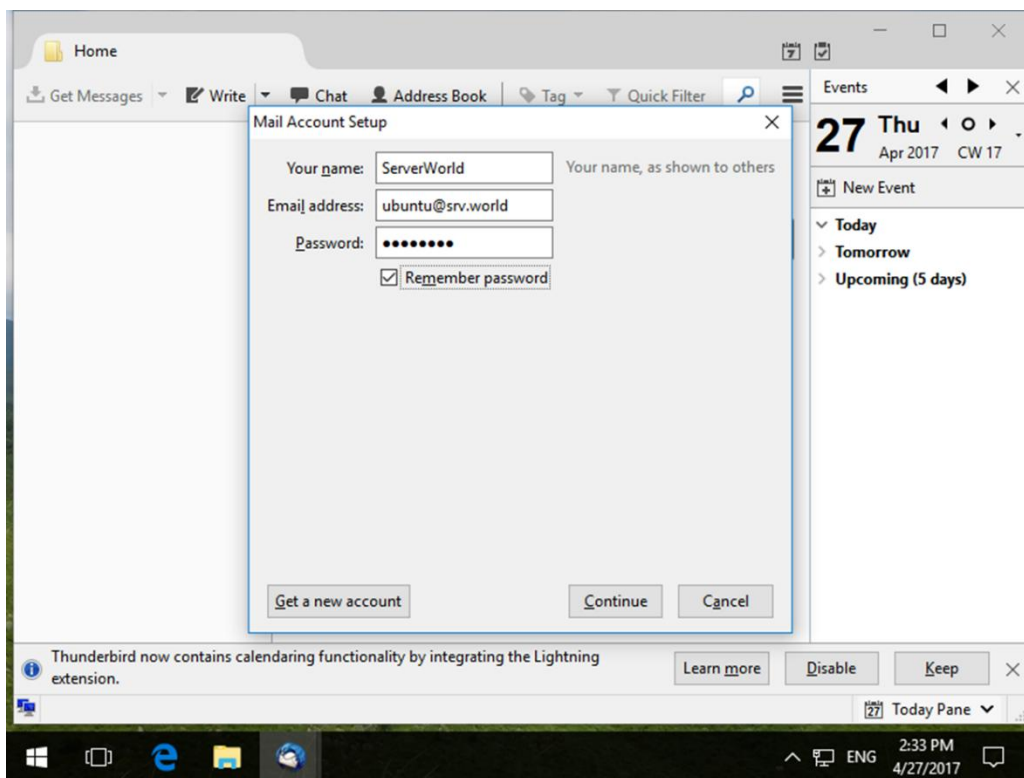 Home
Get Messages Write Chat Address Book Tag Quick Filter
Events
27 Thu
Apr 2017 CW 17
New Event
Today
Tomorrow
Upcoming (5 days)
Mail Account Setup
Your name: ServerWorld Your name, as shown to others
Email address: ubuntu@srv.world
Password: ●●●●●●●●
Remember password
Get a new account Continue Cancel
Thunderbird now contains calendaring functionality by integrating the Lightning
extension.
Learn more Disable Keep
27 Today Pane
ENG
2:33 PM
4/27/2017